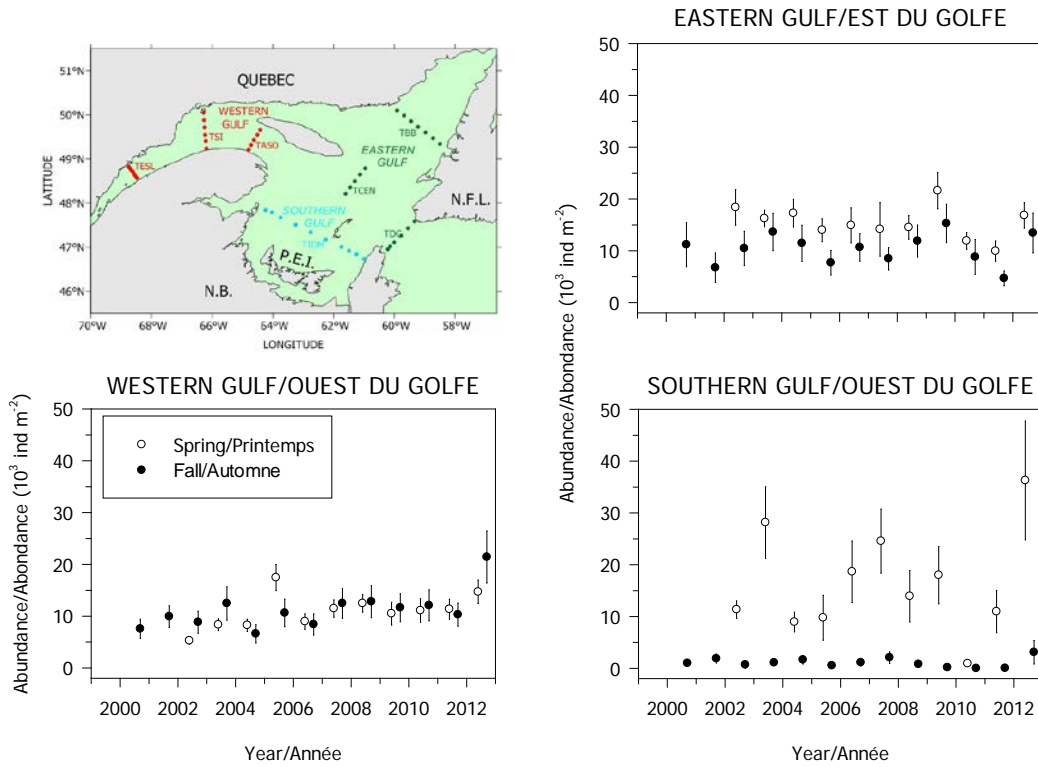 EASTERN GULF/EST DU GOLFE
50
40
30
20
10
0
51°N
50°N
49°N
48°N
47°N
46°N
LATITUDE
70°W
68°W
66°W
64°W
62°W
60°W
58°W
LONGITUDE
QUEBEC
WESTERN
GULF
TSI
TASO
TESL
TBB
EASTERN
GULF
TCEN
N.F.L.
SOUTHERN
GULF
TIDM
TDC
P.E.I.
N.B.
Abundance/Abondance (10³ ind m⁻²)
WESTERN GULF/OUEST DU GOLFE
50
40
30
20
10
0
Spring/Printemps
Fall/Automne
2000 2002 2004 2006 2008 2010 2012
Year/Année
Abundance/Abondance (10³ ind m⁻²)
SOUTHERN GULF/OUEST DU GOLFE
50
40
30
20
10
0
2000 2002 2004 2006 2008 2010 2012
Year/Année